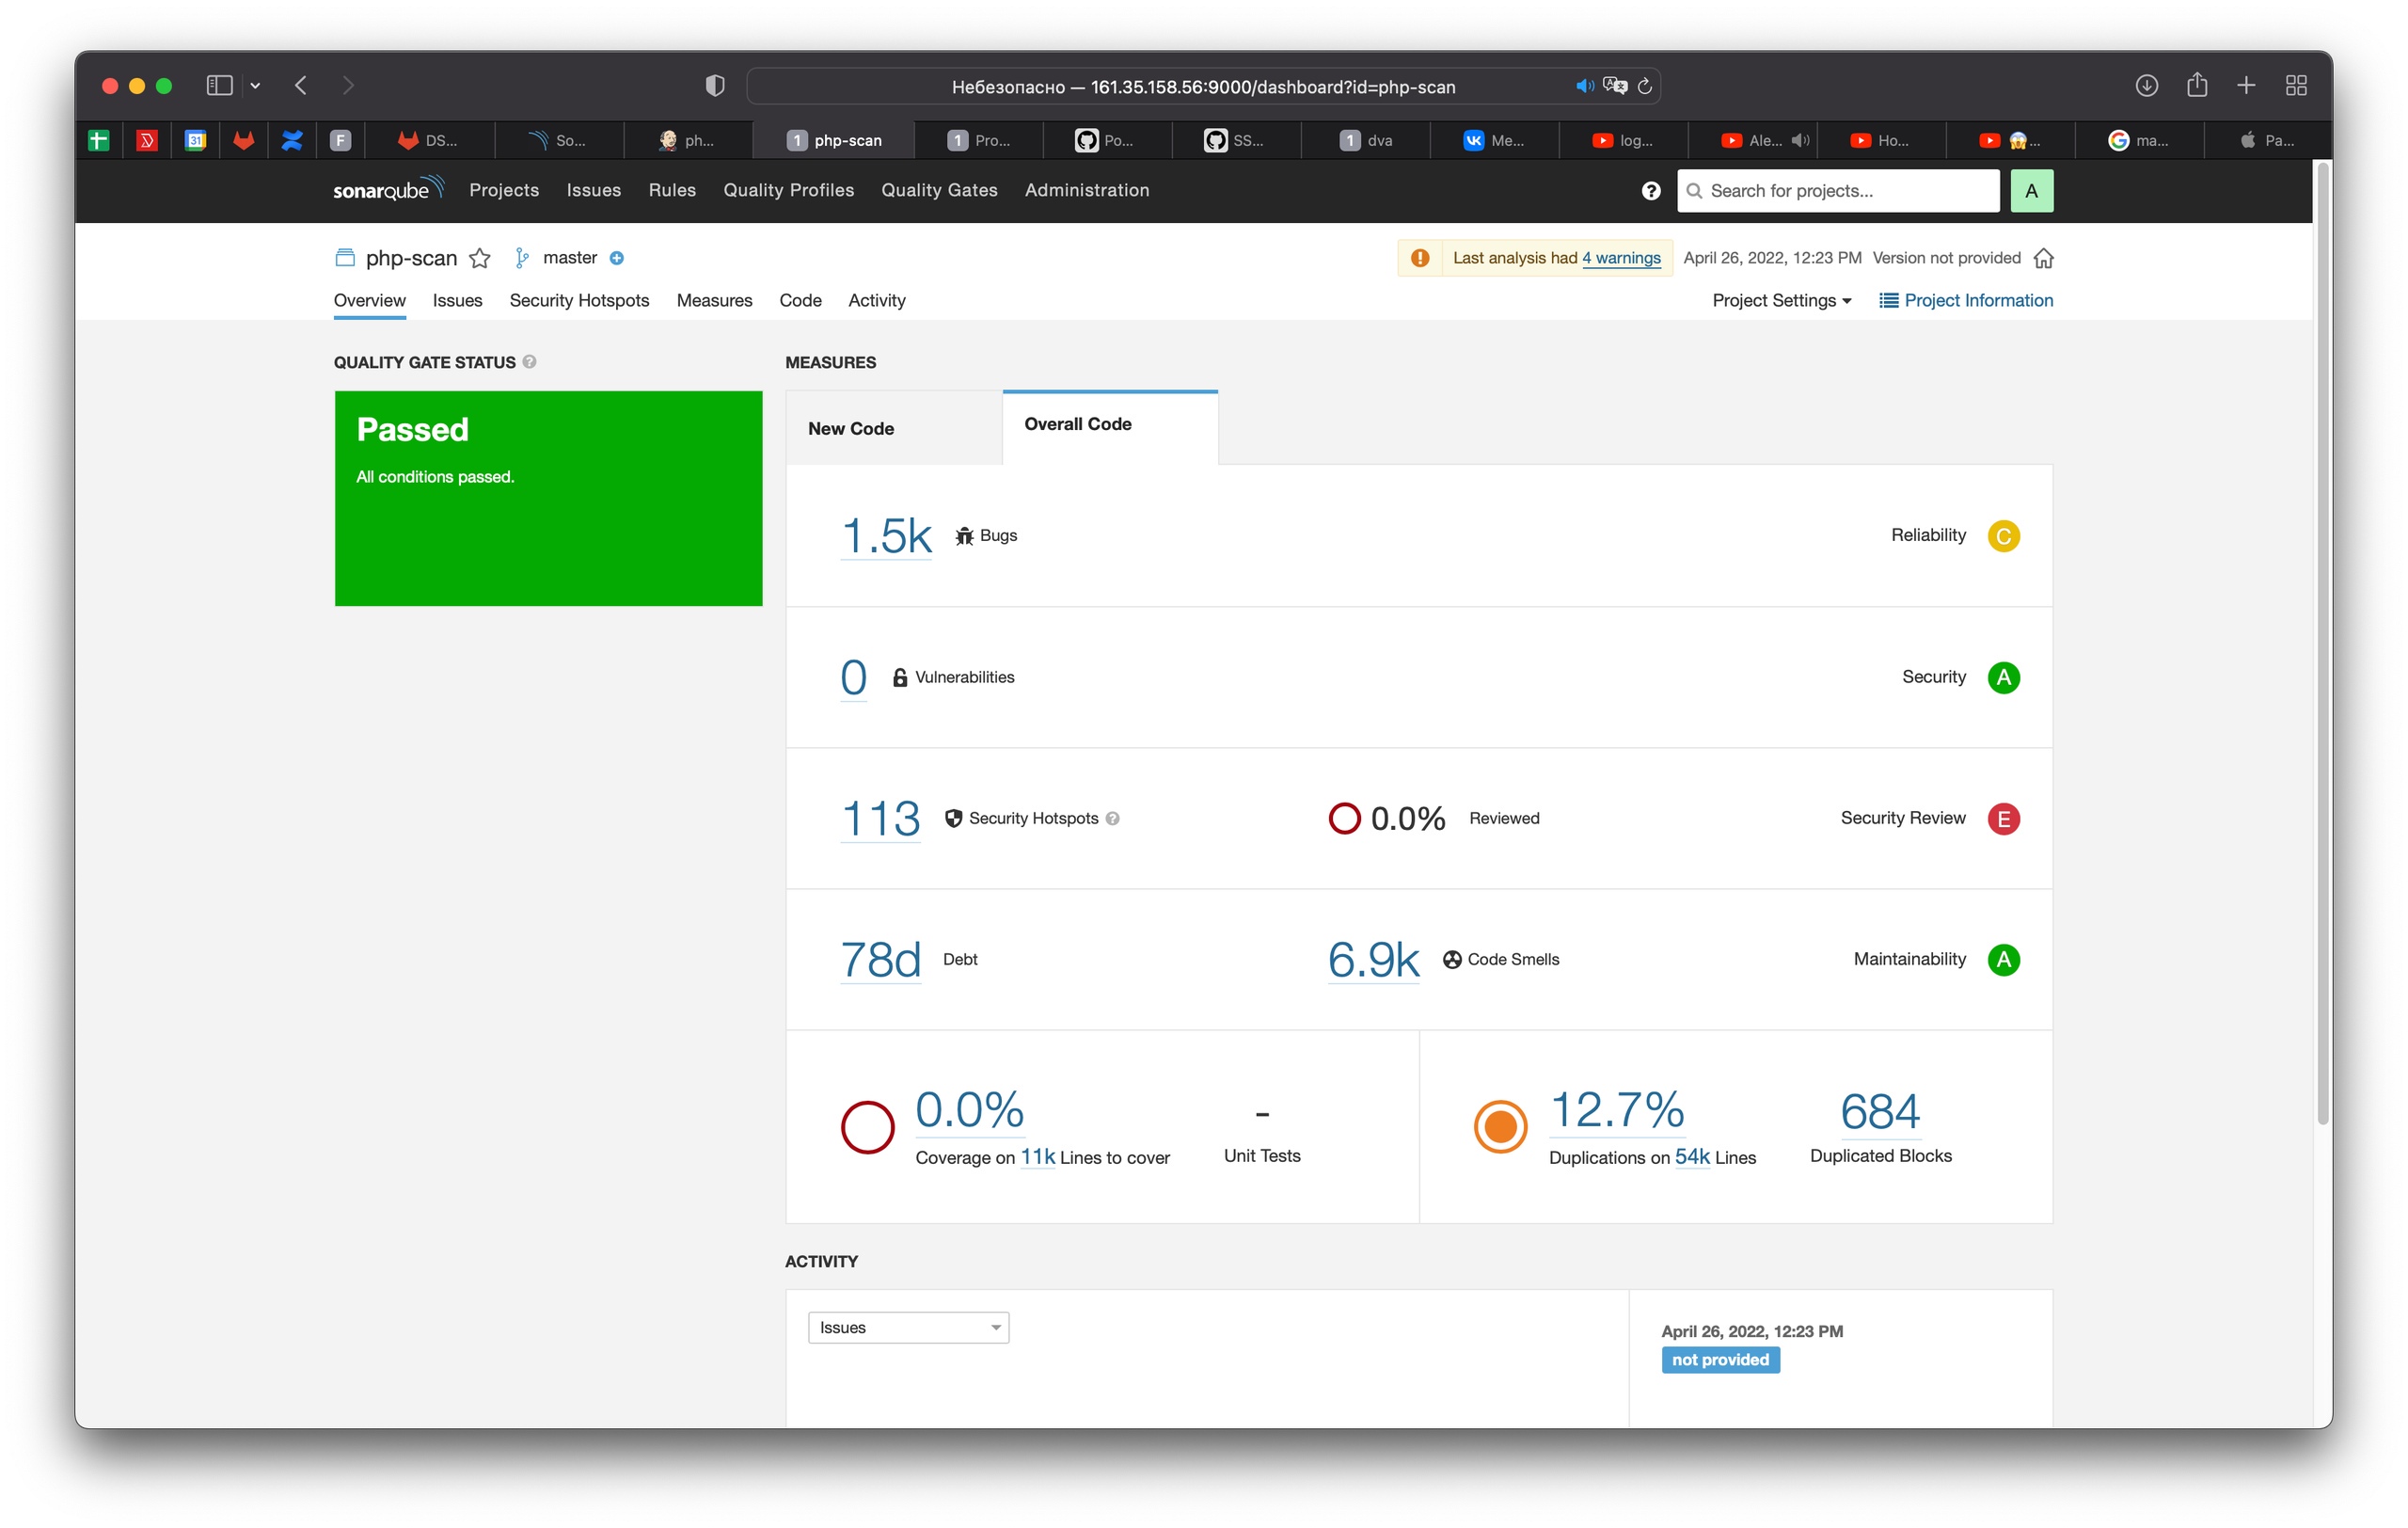 Небезопасно — 161.35.158.56:9000/dashboard?id=php-scan
31 F DS... So... ph... 1 php-scan 1 Pro... Po... SS... 1 dva Me... log... Ale... Ho... ... ma... Pa...
sonarqube Projects Issues Rules Quality Profiles Quality Gates Administration ? Search for projects... A
php-scan master Last analysis had 4 warnings April 26, 2022, 12:23 PM Version not provided
Overview Issues Security Hotspots Measures Code Activity Project Settings Project Information
QUALITY GATE STATUS ?
Passed
All conditions passed.
MEASURES
New Code Overall Code
1.5k Bugs Reliability C
0 Vulnerabilities Security A
113 Security Hotspots ? 0.0% Reviewed Security Review E
78d Debt 6.9k Code Smells Maintainability A
0.0% - 12.7% 684
Coverage on 11k Lines to cover Unit Tests Duplications on 54k Lines Duplicated Blocks
ACTIVITY
Issues
April 26, 2022, 12:23 PM
not provided